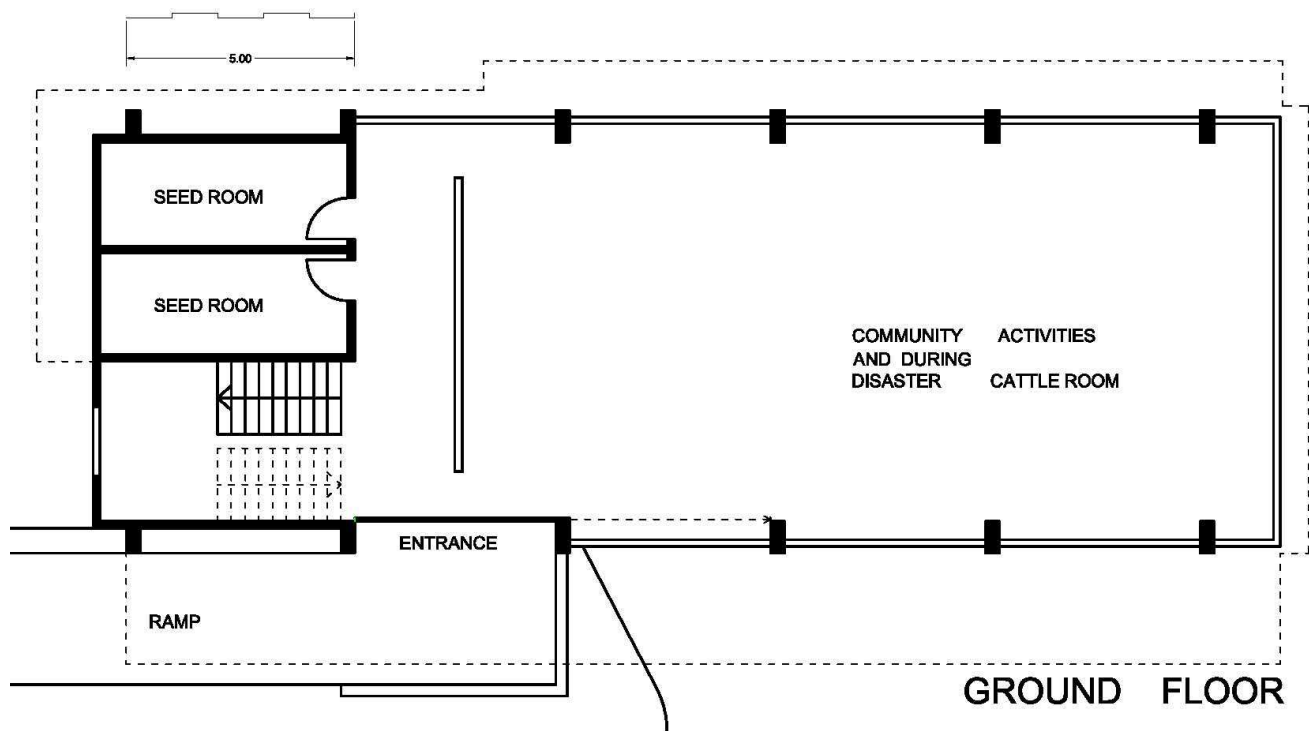 5.00
SEED ROOM
SEED ROOM
COMMUNITY ACTIVITIES
AND DURING
DISASTER CATTLE ROOM
ENTRANCE
RAMP
GROUND FLOOR